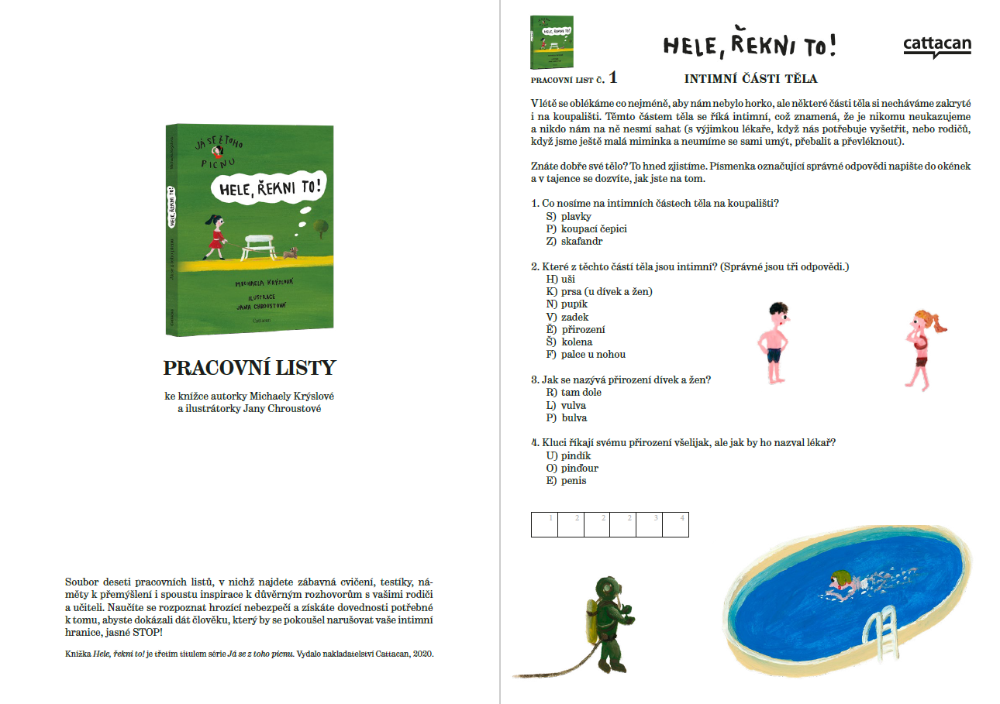 JÁ SE Z TOHO
PICNU
HELE, ŘEKNI TO!
HELE, ŘEKNI TO!
MICHAELA KRÝSLOVÁ
ILUSTRACE
JANA CHROUSTOVÁ
Cattacan
PRACOVNÍ LISTY
ke knížce autorky Michaely Krýslové
a ilustrátorky Jany Chroustové
Soubor deseti pracovních listů, v nichž najdete zábavná cvičení, testíky, ná-
měty k přemýšlení i spoustu inspirace k důvěrným rozhovorům s vašimi rodiči
a učiteli. Naučíte se rozpoznat hrozící nebezpečí a získáte dovednosti potřebné
k tomu, abyste dokázali dát člověku, který by se pokoušel narušovat vaše intimní
hranice, jasné STOP!
Knížka Hele, řekni to! je třetím titulem série Já se z toho picnu. Vydalo nakladatelství Cattacan, 2020.
HELE, ŘEKNI TO!
HELE, ŘEKNI TO!
cattacan
PRACOVNÍ LIST Č. 1
INTIMNÍ ČÁSTI TĚLA
V létě se oblékáme co nejméně, aby nám nebylo horko, ale některé části těla si necháváme zakryté
i na koupališti. Těmto částem těla se říká intimní, což znamená, že je nikomu neukazujeme
a nikdo nám na ně nesmí sahat (s výjimkou lékaře, když nás potřebuje vyšetřit, nebo rodičů,
když jsme ještě malá miminka a neumíme se sami umýt, přebalit a převléknout).
Znáte dobře své tělo? To hned zjistíme. Písmenka označující správné odpovědi napište do okének
a v tajence se dozvíte, jak jste na tom.
1. Co nosíme na intimních částech těla na koupališti?
S) plavky
P) koupací čepici
Z) skafandr
2. Které z těchto částí těla jsou intimní? (Správné jsou tři odpovědi.)
H) uši
K) prsa (u dívek a žen)
N) pupík
V) zadek
Ě) přirození
Š) kolena
F) palce u nohou
3. Jak se nazývá přirození dívek a žen?
R) tam dole
L) vulva
P) bulva
4. Kluci říkají svému přirození všelijak, ale jak by ho nazval lékař?
U) pindík
O) pinďour
E) penis
1 2 2 2 3 4